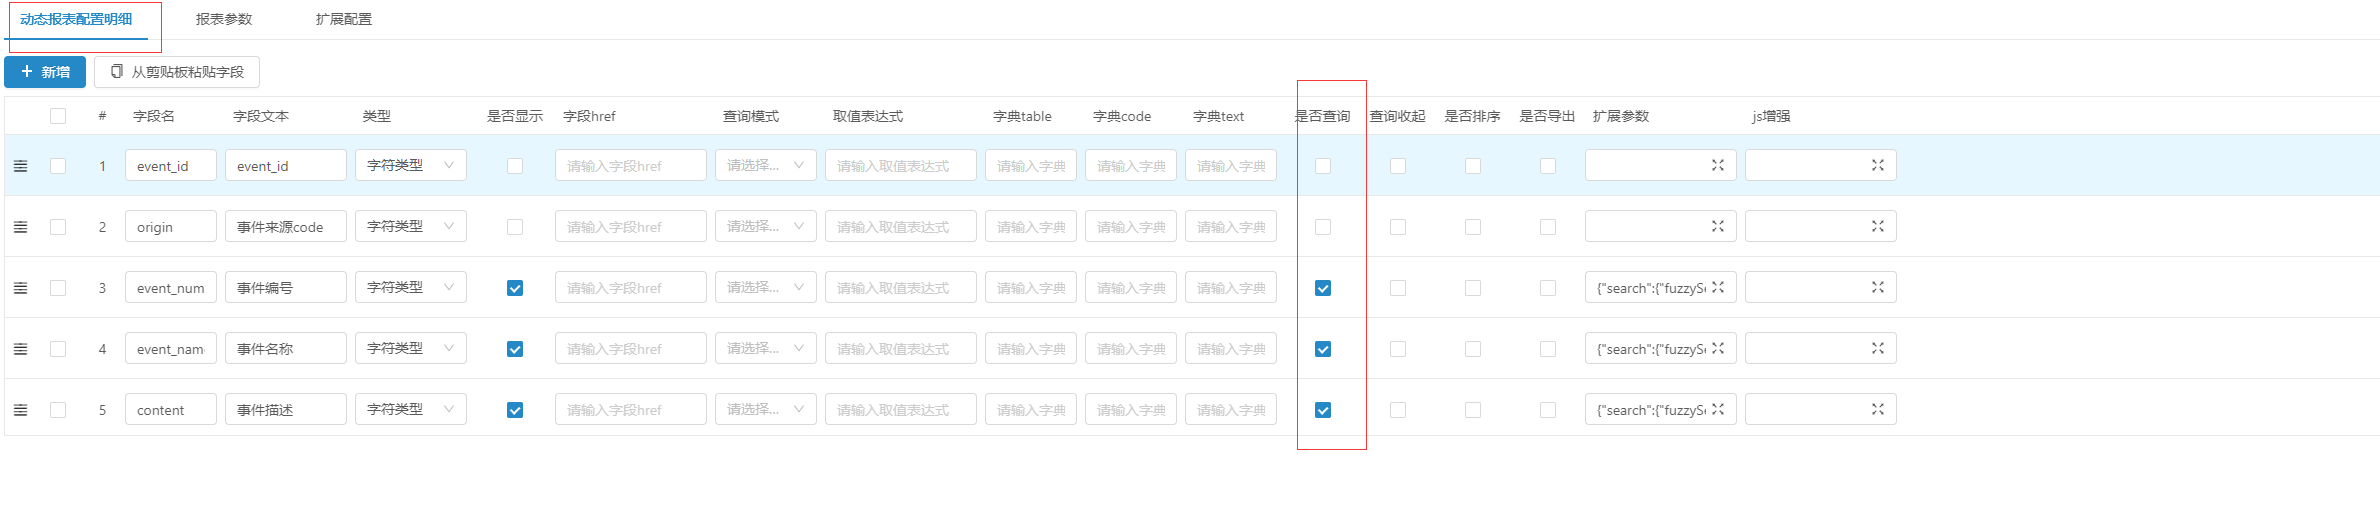 动态报表配置明细 报表参数 扩展配置
新增 从剪贴板粘贴字段
# 字段名 字段文本 类型 是否显示 字段href 查询模式 取值表达式 字典table 字典code 字典text 是否查询 查询收起 是否排序 是否导出 扩展参数 js增强
1 event_id event_id 字符类型 请输入字段href 请选择... 请输入取值表达式 请输入字典 请输入字典 请输入字典
2 origin 事件来源code 字符类型 请输入字段href 请选择... 请输入取值表达式 请输入字典 请输入字典 请输入字典
3 event_num 事件编号 字符类型 请输入字段href 请选择... 请输入取值表达式 请输入字典 请输入字典 请输入字典 {"search":{"fuzzySe
4 event_nam 事件名称 字符类型 请输入字段href 请选择... 请输入取值表达式 请输入字典 请输入字典 请输入字典 {"search":{"fuzzySe
5 content 事件描述 字符类型 请输入字段href 请选择... 请输入取值表达式 请输入字典 请输入字典 请输入字典 {"search":{"fuzzySe